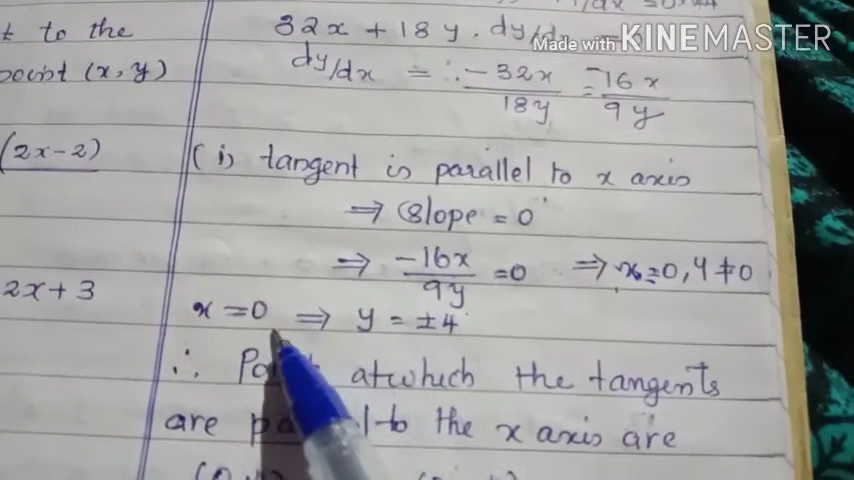 t to the
point (x, y)
(2x-2)
2x+3
32x + 18y. dy/dx
Made with KINEMASTER
dy/dx = ∴ -32x/18y = -16x/9y
(i) tangent is parallel to x axis
⇒ Slope = 0
⇒ -16x/9y = 0 ⇒ x = 0, y ≠ 0
x = 0 ⇒ y = ±4
∴ at which the tangents
are to the x axis are